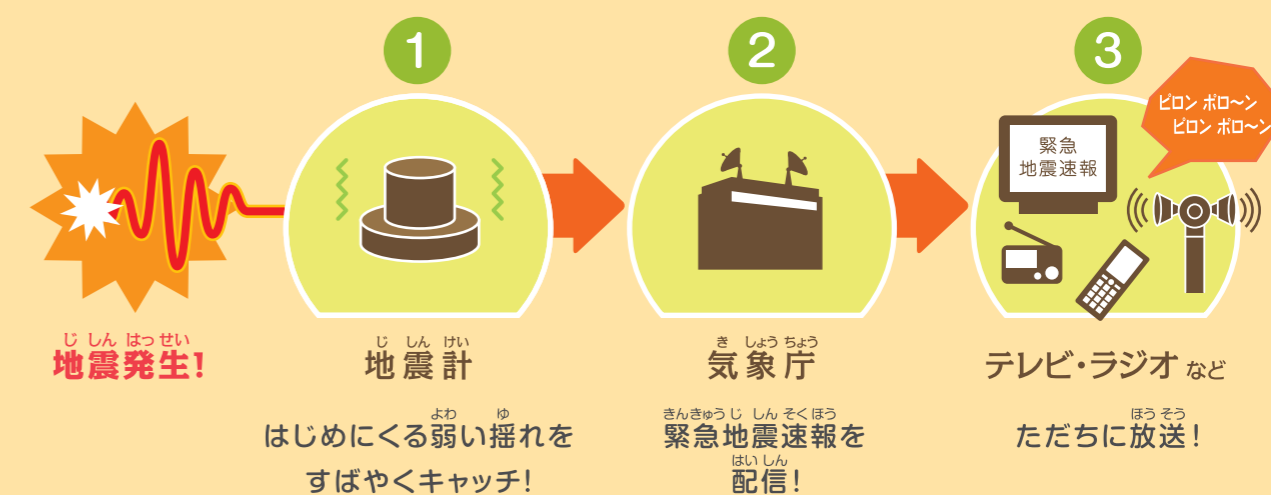 1
2
3
ピロン ポロ〜ン
ピロン ポロ〜ン
緊急
地震速報
じ しん はっ せい
地震発生!
じ しん けい
地震計
き しょう ちょう
気象庁
テレビ・ラジオ など
よわ ゆ
はじめにくる弱い揺れを
すばやくキャッチ!
きんきゅう じ しん そく ほう
緊急地震速報を
はい しん
配信!
ほう そう
ただちに放送!